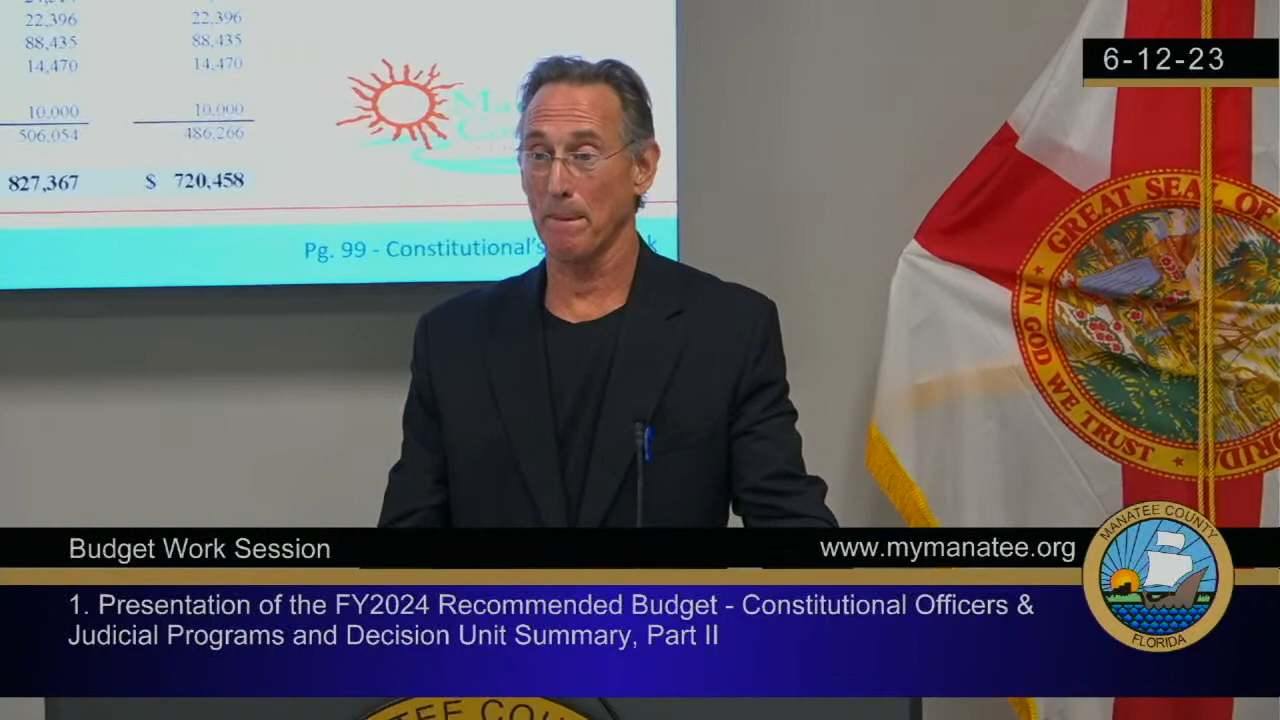 22,396 22,396
88,435 88,435
14,470 14,470
10,000 10,000
506,054 486,266
827,367 $ 720,458
Pg. 99 - Constitutional's
6-12-23
GREAT SEAL OF
IN GOD WE TRUST
Budget Work Session
www.mymanatee.org
1. Presentation of the FY2024 Recommended Budget - Constitutional Officers &
Judicial Programs and Decision Unit Summary, Part II
MANATEE COUNTY
FLORIDA